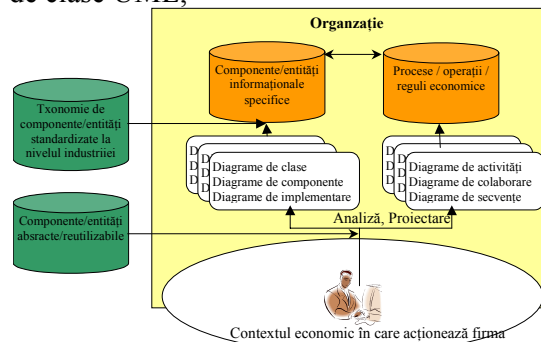 de clase UML;
Organzație
Componente/entități
informaționale
specifice
Procese / operații /
reguli economice
Txonomie de
componente/entități
standardizate la
nivelul industriiei
D
D
D
Diagrame de clase
Diagrame de componente
Diagrame de implementare
D
D
D
Diagrame de activități
Diagrame de colaborare
Diagrame de secvențe
Componente/entități
absracte/reutilizabile
Analiză, Proiectare
Contextul economic în care acționează firma